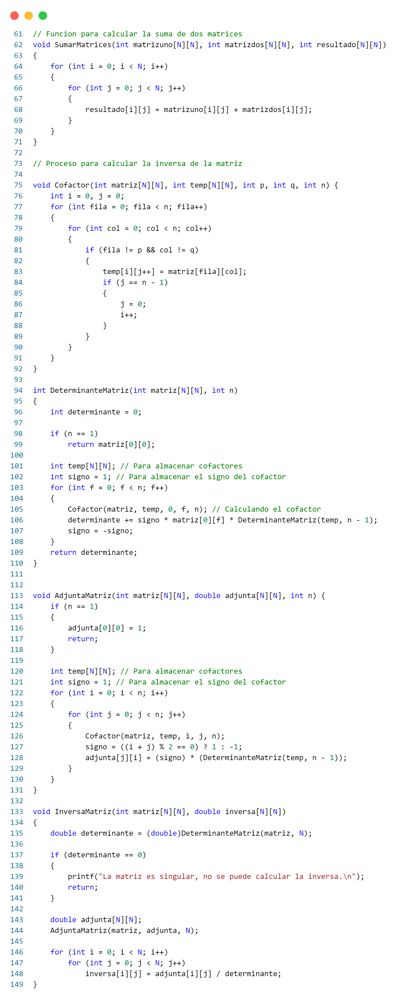 61 // Funcion para calcular la suma de dos matrices
62 void SumarMatrices(int matrizuno[N][N], int matrizdos[N][N], int resultado[N][N])
63 {
64     for (int i = 0; i < N; i++)
65     {
66         for (int j = 0; j < N; j++)
67         {
68             resultado[i][j] = matrizuno[i][j] + matrizdos[i][j];
69         }
70     }
71 }
72
73 // Proceso para calcular la inversa de la matriz
74
75 void Cofactor(int matriz[N][N], int temp[N][N], int p, int q, int n) {
76     int i = 0, j = 0;
77     for (int fila = 0; fila < n; fila++)
78     {
79         for (int col = 0; col < n; col++)
80         {
81             if (fila != p && col != q)
82             {
83                 temp[i][j++] = matriz[fila][col];
84                 if (j == n - 1)
85                 {
86                     j = 0;
87                     i++;
88                 }
89             }
90         }
91     }
92 }
93
94 int DeterminanteMatriz(int matriz[N][N], int n)
95 {
96     int determinante = 0;
97
98     if (n == 1)
99         return matriz[0][0];
100
101     int temp[N][N]; // Para almacenar cofactores
102     int signo = 1; // Para almacenar el signo del cofactor
103     for (int f = 0; f < n; f++)
104     {
105         Cofactor(matriz, temp, 0, f, n); // Calculando el cofactor
106         determinante += signo * matriz[0][f] * DeterminanteMatriz(temp, n - 1);
107         signo = -signo;
108     }
109     return determinante;
110 }
111
112
113 void AdjuntaMatriz(int matriz[N][N], double adjunta[N][N], int n) {
114     if (n == 1)
115     {
116         adjunta[0][0] = 1;
117         return;
118     }
119
120     int temp[N][N]; // Para almacenar cofactores
121     int signo = 1; // Para almacenar el signo del cofactor
122     for (int i = 0; i < n; i++)
123     {
124         for (int j = 0; j < n; j++)
125         {
126             Cofactor(matriz, temp, i, j, n);
127             signo = ((i + j) % 2 == 0) ? 1 : -1;
128             adjunta[j][i] = (signo) * (DeterminanteMatriz(temp, n - 1));
129         }
130     }
131 }
132
133 void InversaMatriz(int matriz[N][N], double inversa[N][N])
134 {
135     double determinante = (double)DeterminanteMatriz(matriz, N);
136
137     if (determinante == 0)
138     {
139         printf("La matriz es singular, no se puede calcular la inversa.\n");
140         return;
141     }
142
143     double adjunta[N][N];
144     AdjuntaMatriz(matriz, adjunta, N);
145
146     for (int i = 0; i < N; i++)
147         for (int j = 0; j < N; j++)
148             inversa[i][j] = adjunta[i][j] / determinante;
149 }